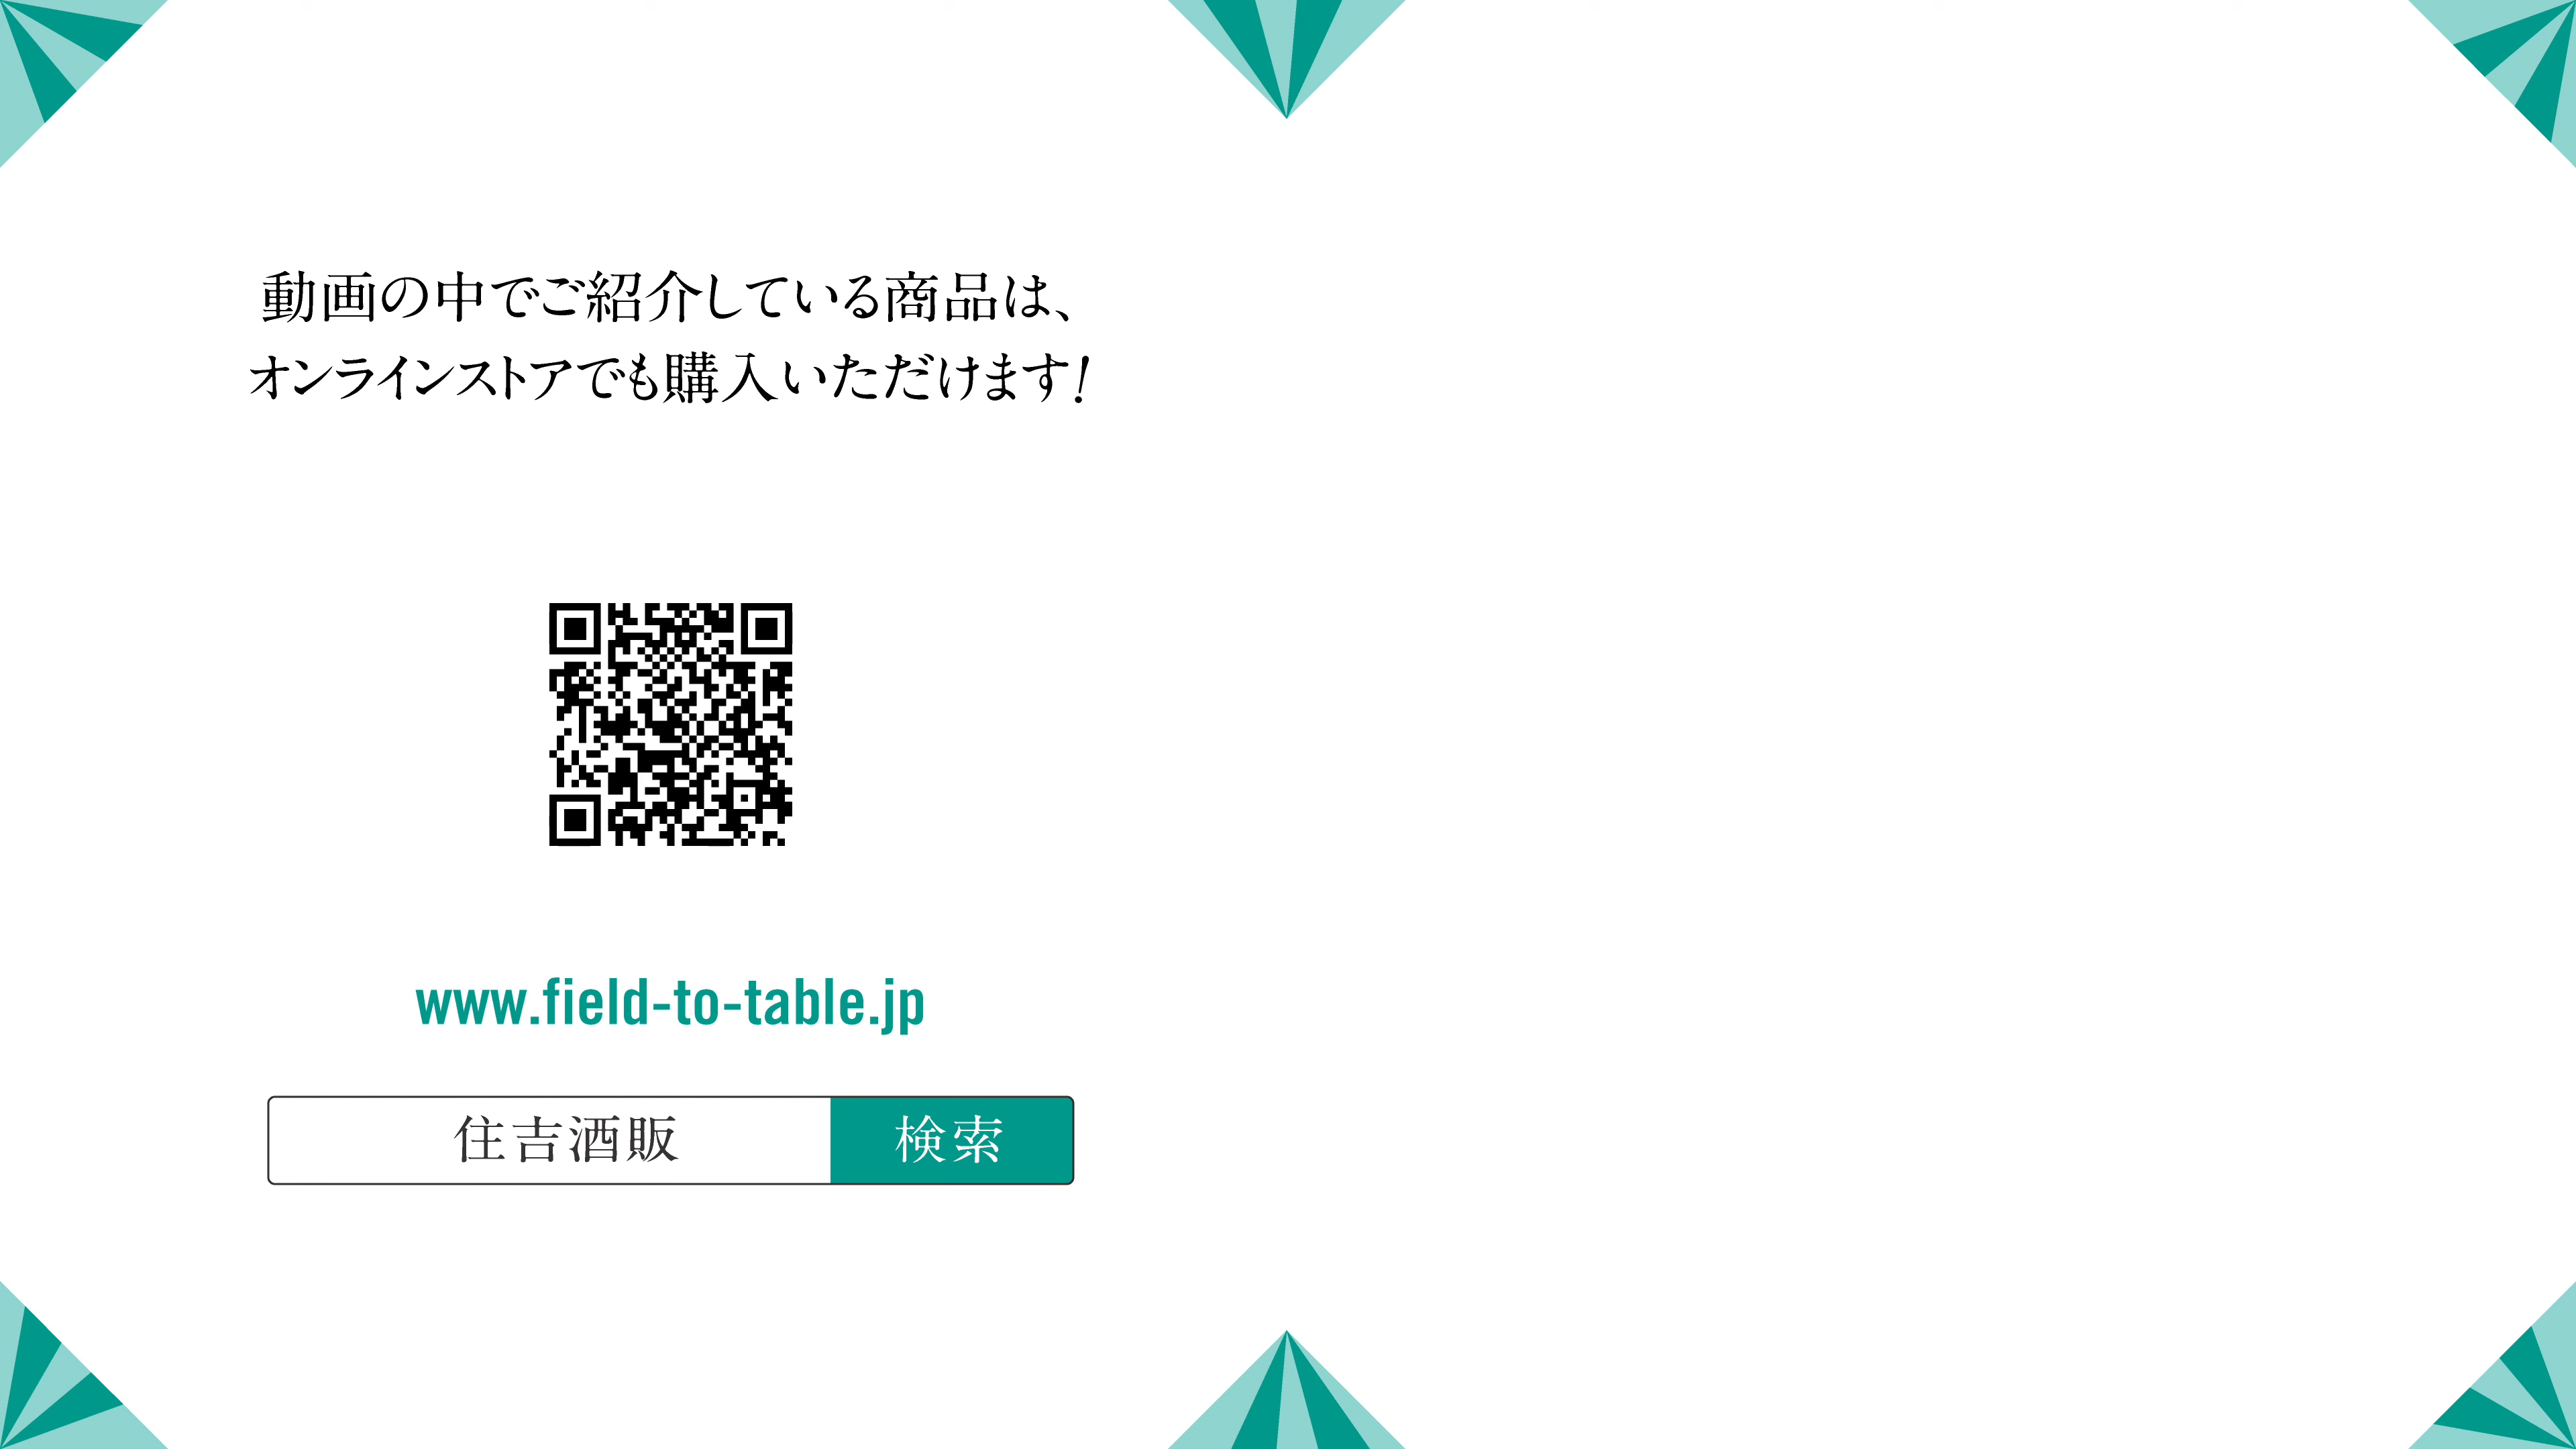 動画の中でご紹介している商品は、
オンラインストアでも購入いただけます!
www.field-to-table.jp
住吉酒販 検索